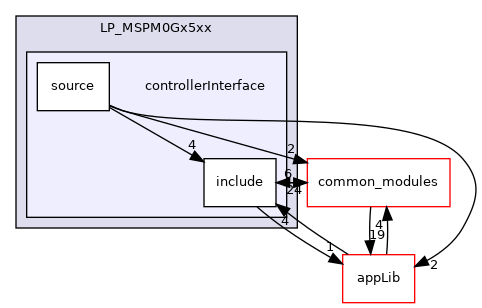 LP_MSPM0Gx5xx
source
controllerInterface
4
2
include
6
24
common_modules
4
4
19
1
2
appLib